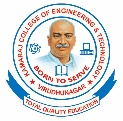 KAMARAJ COLLEGE OF ENGINEERING & TECHNOLOGY
BORN TO SERVE
VIRUDHUNAGAR
TOTAL QUALITY EDUCATION